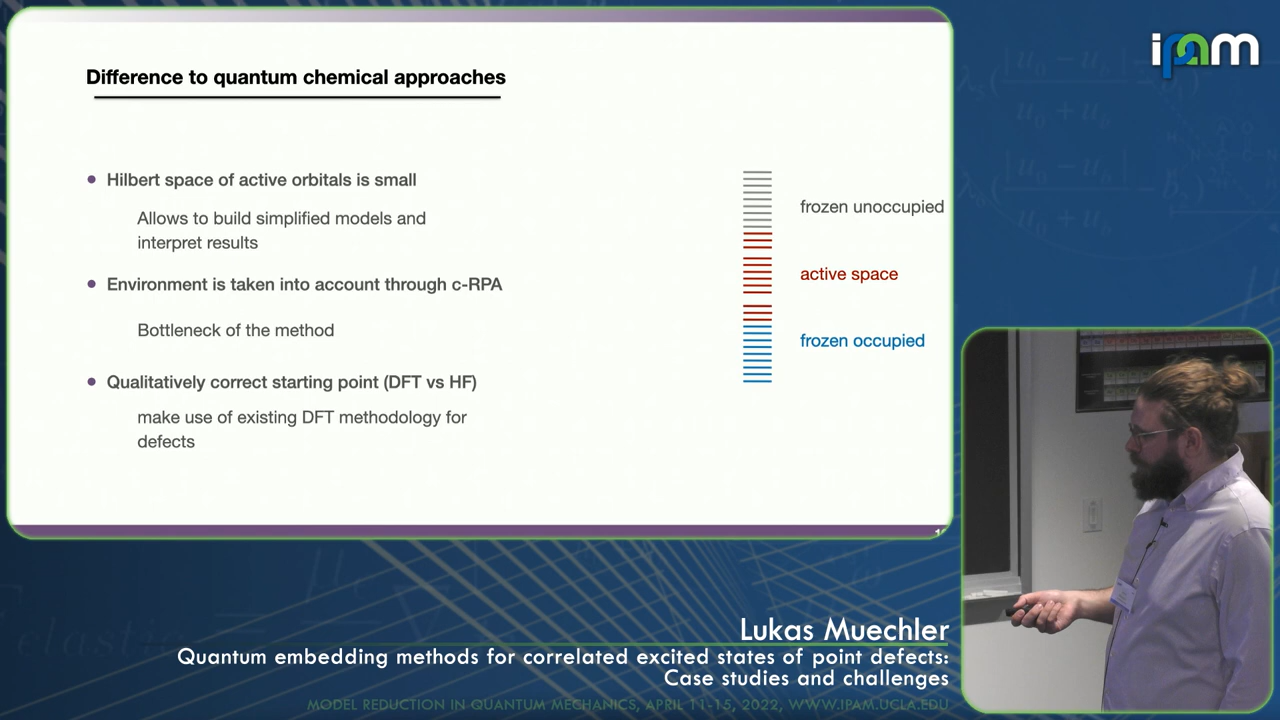 Difference to quantum chemical approaches
Hilbert space of active orbitals is small
Allows to build simplified models and
interpret results
Environment is taken into account through c-RPA
Bottleneck of the method
Qualitatively correct starting point (DFT vs HF)
make use of existing DFT methodology for
defects
frozen unoccupied
active space
frozen occupied
ipam
Lukas Muechler
Quantum embedding methods for correlated excited states of point defects:
Case studies and challenges
MODEL REDUCTION IN QUANTUM MECHANICS, APRIL 11-15, 2022, WWW.IPAM.UCLA.EDU